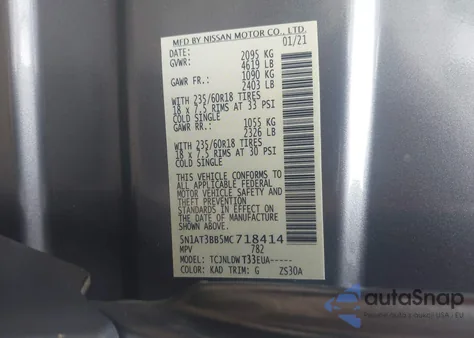 MFD BY NISSAN MOTOR CO., LTD.
DATE: 01/21
GVWR: 2095 KG
4619 LB
GAWR FR.: 1090 KG
2403 LB
WITH 235/60R18 TIRES
18 x 7.5 RIMS AT 33 PSI
COLD SINGLE
GAWR RR.: 1055 KG
2326 LB
WITH 235/60R18 TIRES
18 x 7.5 RIMS AT 30 PSI
COLD SINGLE
THIS VEHICLE CONFORMS TO
ALL APPLICABLE FEDERAL
MOTOR VEHICLE SAFETY
AND THEFT PREVENTION
STANDARDS IN EFFECT ON
THE DATE OF MANUFACTURE
SHOWN ABOVE.
5N1AT3BB5MC718414
MPV 782
MODEL: TCJNLDW T33EUA-----
COLOR: KAD TRIM: G ZS30A
autoSnap